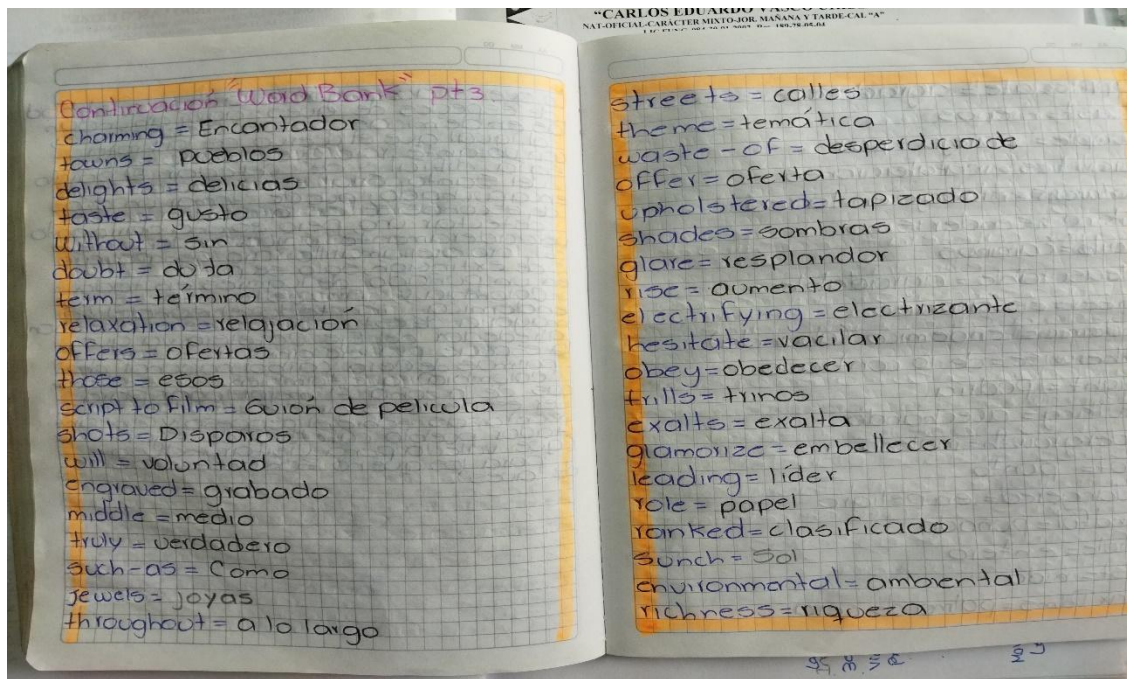 "CARLOS EDUARDO VASCO
NAT-OFICIAL-CARÁCTER MIXTO-JOR. MAÑANA Y TARDE-CAL "A"
Continuación "Word Bank" pt3
charming = Encantador
towns = pueblos
delights = delicias
taste = gusto
without = sin
doubt = duda
term = término
relaxation = relajación
offers = ofertas
those = esos
script to film = Guión de pelicula
shots = Disparos
will = voluntad
engraved = grabado
middle = medio
truly = verdadero
such-as = Como
jewels = joyas
throughout = a lo largo
streets = calles
theme = temática
waste-of = desperdicio de
offer = oferta
upholstered = tapizado
shades = sombras
glare = resplandor
rise = aumento
electrifying = electrizante
hesitate = vacilar
obey = obedecer
trills = trinos
exalts = exalta
glamorize = embellecer
leading = líder
role = papel
ranked = clasificado
sunch = Sol
environmental = ambiental
richness = riqueza